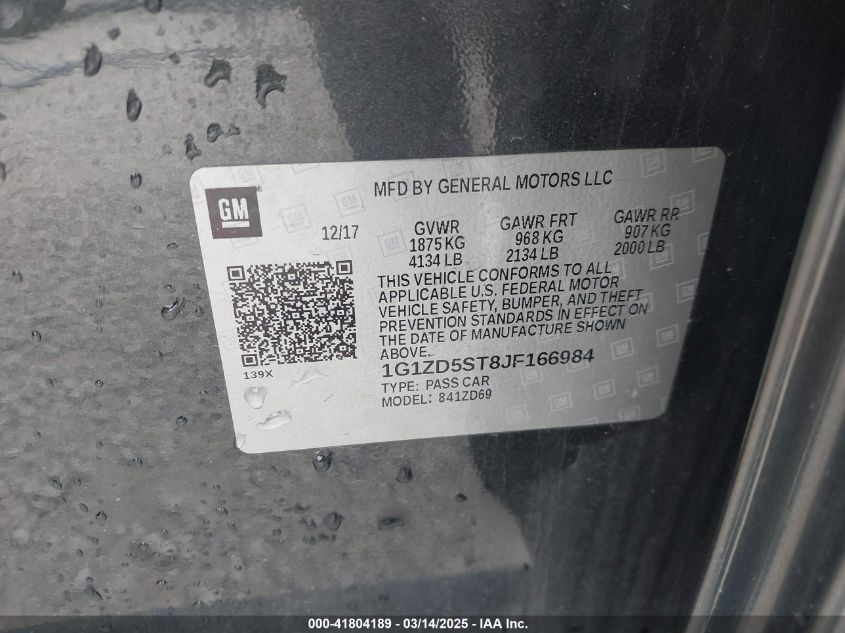 MFD BY GENERAL MOTORS LLC
GM
12/17
GVWR GAWR FRT GAWR RR
1875 KG 968 KG 907 KG
4134 LB 2134 LB 2000 LB
THIS VEHICLE CONFORMS TO ALL
APPLICABLE U.S. FEDERAL MOTOR
VEHICLE SAFETY, BUMPER, AND THEFT
PREVENTION STANDARDS IN EFFECT ON
THE DATE OF MANUFACTURE SHOWN
ABOVE.
139X
1G1ZD5ST8JF166984
TYPE: PASS CAR
MODEL: 841ZD69
000-41804189 - 03/14/2025 - IAA Inc.